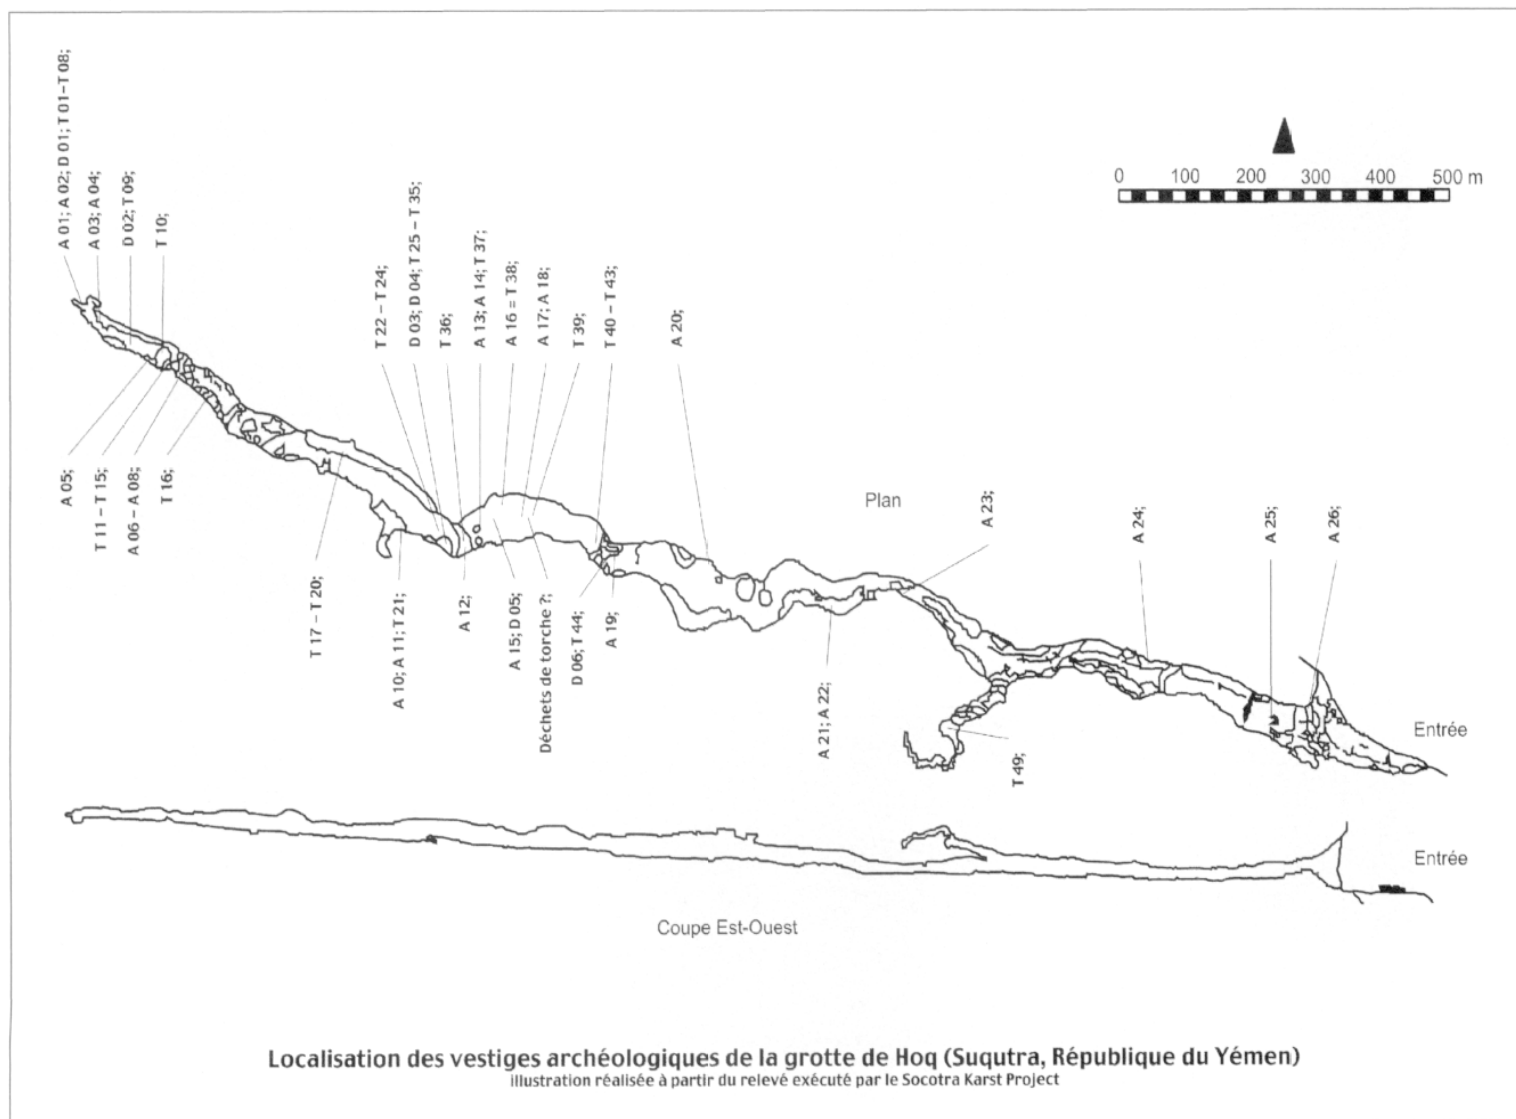 A 01; A 02; D 01; T 01-T 08;
A 03; A 04;
D 02; T 09;
T 10;
T 22 – T 24;
D 03; D 04; T 25 – T 35;
T 36;
A 13; A 14; T 37;
A 16 = T 38;
A 17; A 18;
T 39;
T 40 – T 43;
A 20;
0 100 200 300 400 500 m
A 05;
T 11 – T 15;
A 06 – A 08;
T 16;
T 17 – T 20;
A 10; A 11; T 21;
A 12;
A 15; D 05;
Déchets de torche ?;
D 06; T 44;
A 19;
Plan
A 21; A 22;
A 23;
T 49;
A 24;
A 25;
A 26;
Entrée
Entrée
Coupe Est-Ouest
Localisation des vestiges archéologiques de la grotte de Hoq (Suqutra, République du Yémen)
illustration réalisée à partir du relevé exécuté par le Socotra Karst Project